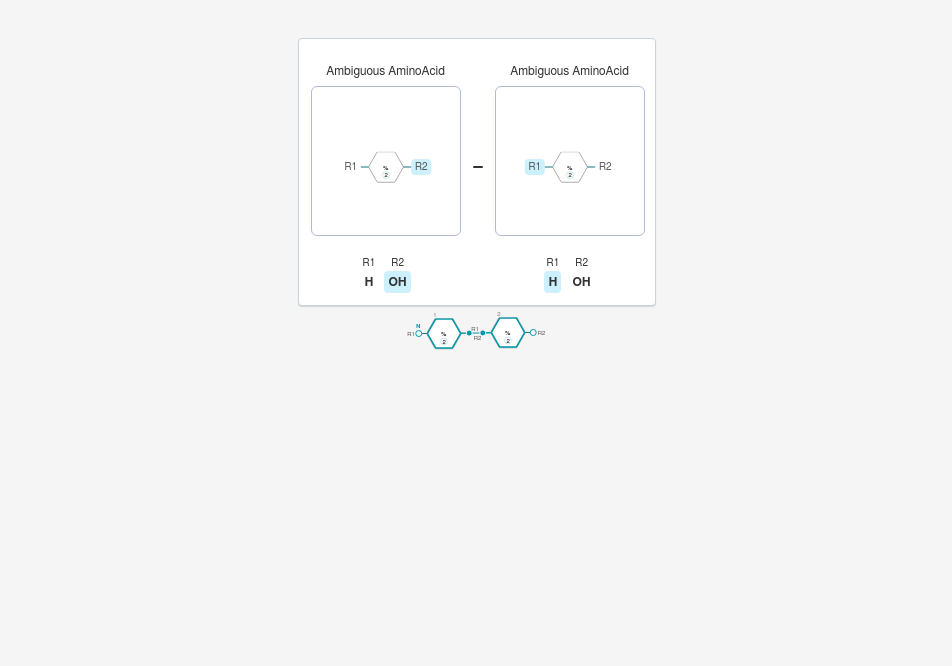 Ambiguous AminoAcid Ambiguous AminoAcid
R1 % 2 R2 – R1 % 2 R2
R1 R2 R1 R2
H OH H OH
1 2
N
R1 % 2 R1 R2 % 2 R2